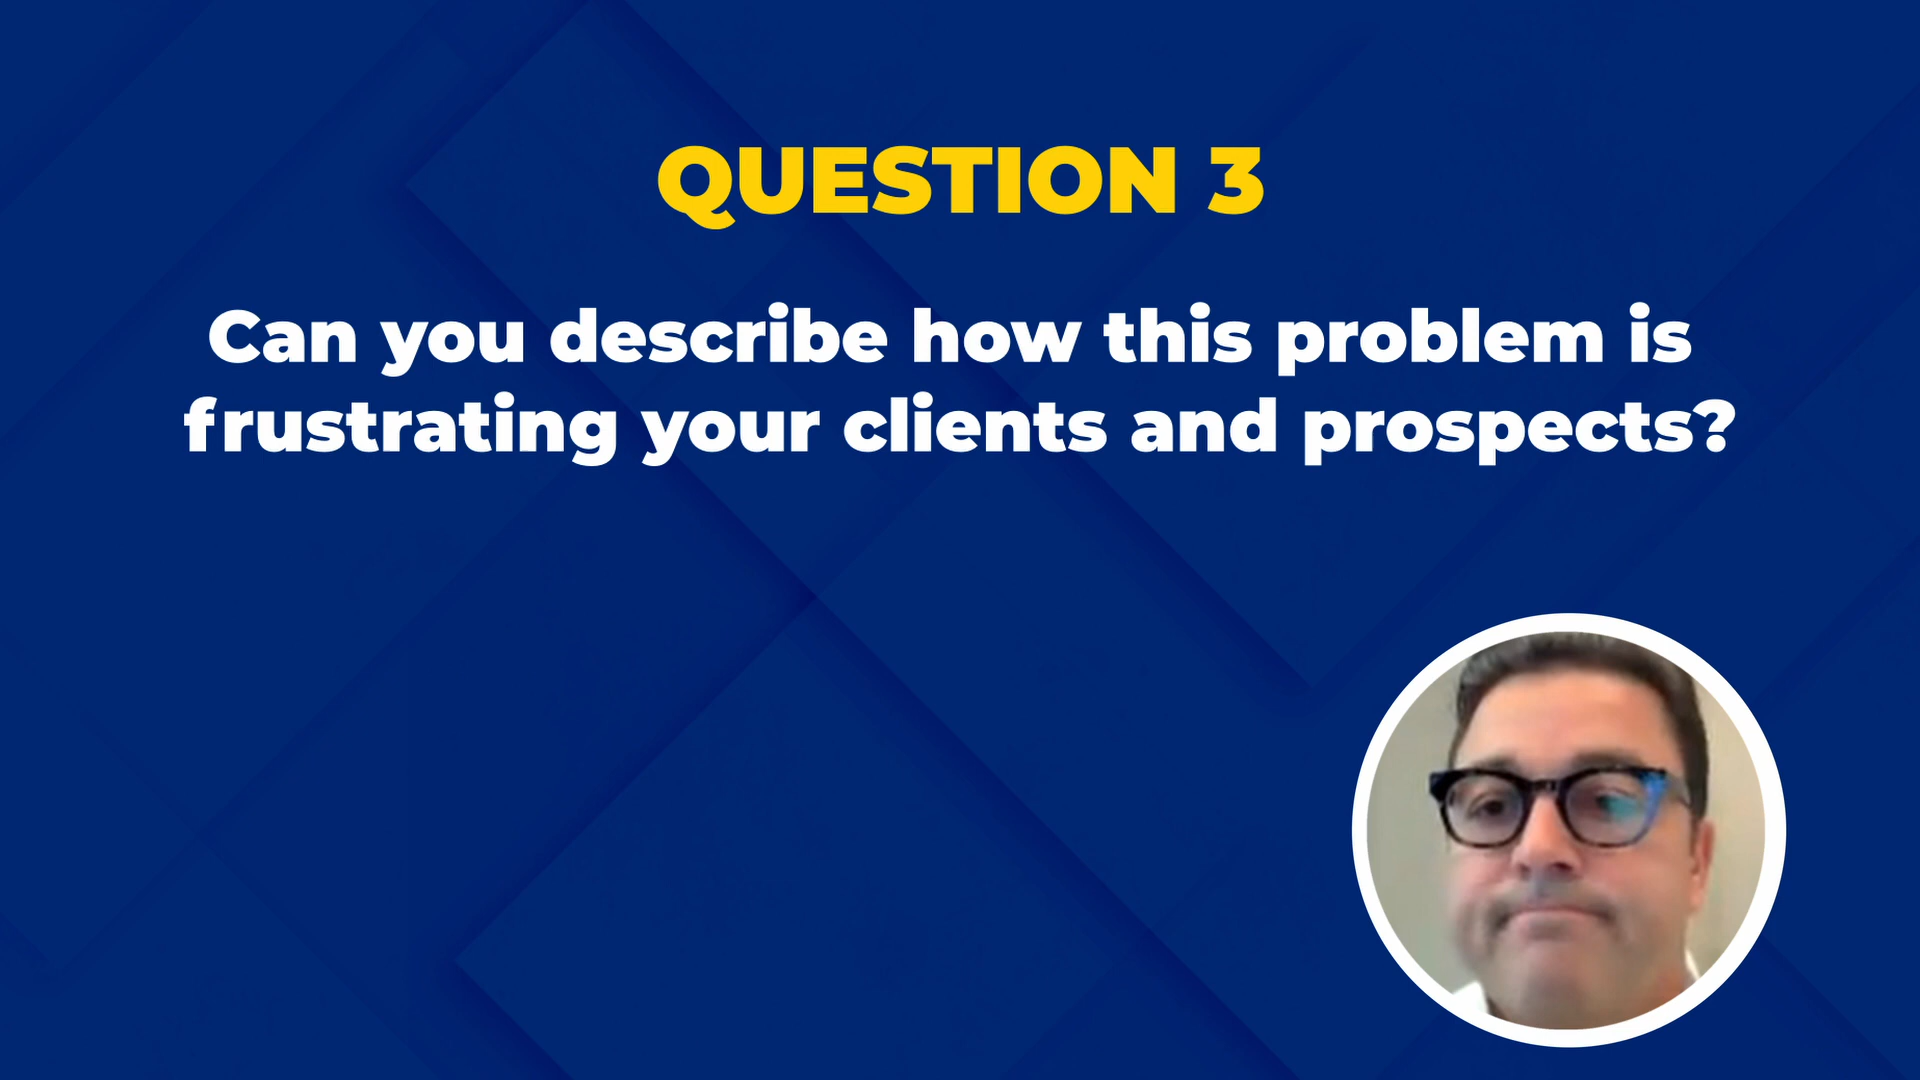 QUESTION 3
Can you describe how this problem is
frustrating your clients and prospects?